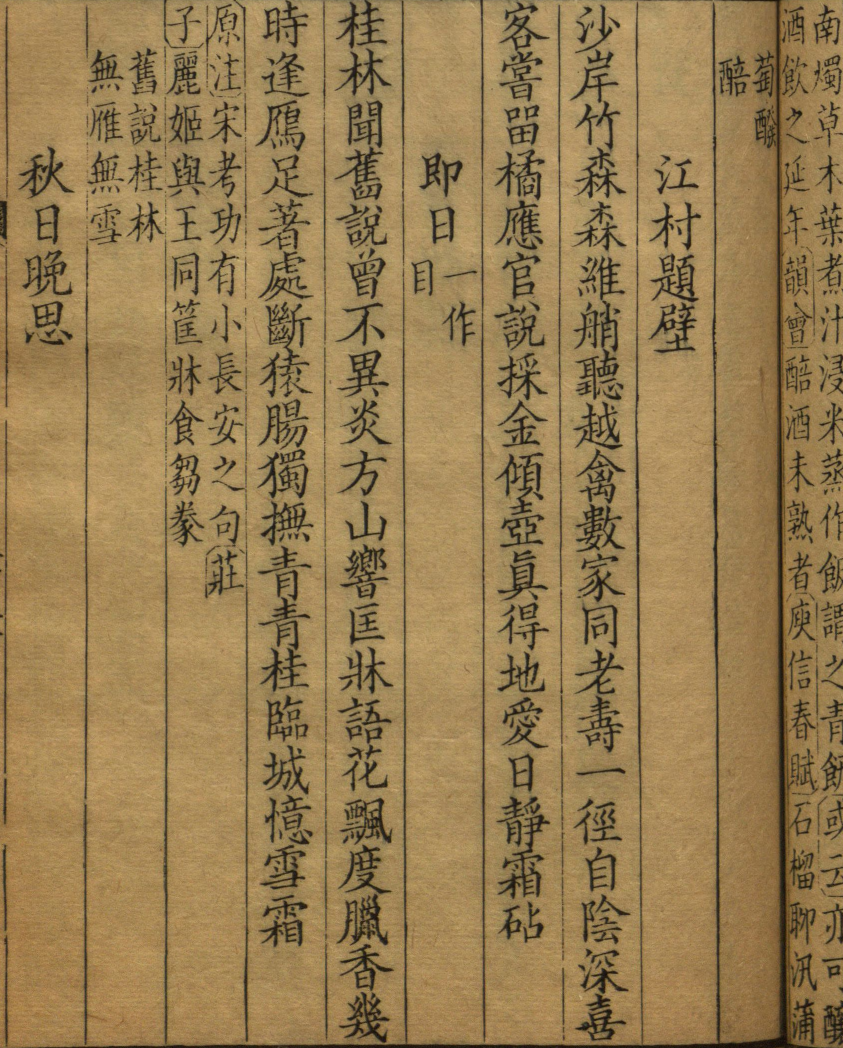 南燭草木葉煮汁浸米蒸作飯謂之青飯或云亦可釀
酒飲之延年韻會醅酒未熟者庾信春賦石榴聊汎蒲
萄醱
醅
江村題壁
沙岸竹森森維艄聽越禽數家同老壽一徑自陰深喜
客嘗㽞橘應官說採金傾壺眞得地愛日靜霜砧
即日 一作
目
桂林聞舊說曾不異炎方山響匡牀語花飄度臘香幾
時逢鴈足著處斷猿腸獨撫青青桂臨城憶雪霜
原注宋考功有小長安之句莊
子麗姬與王同筐牀食芻豢
舊說桂林
無雁無雪
秋日晚思